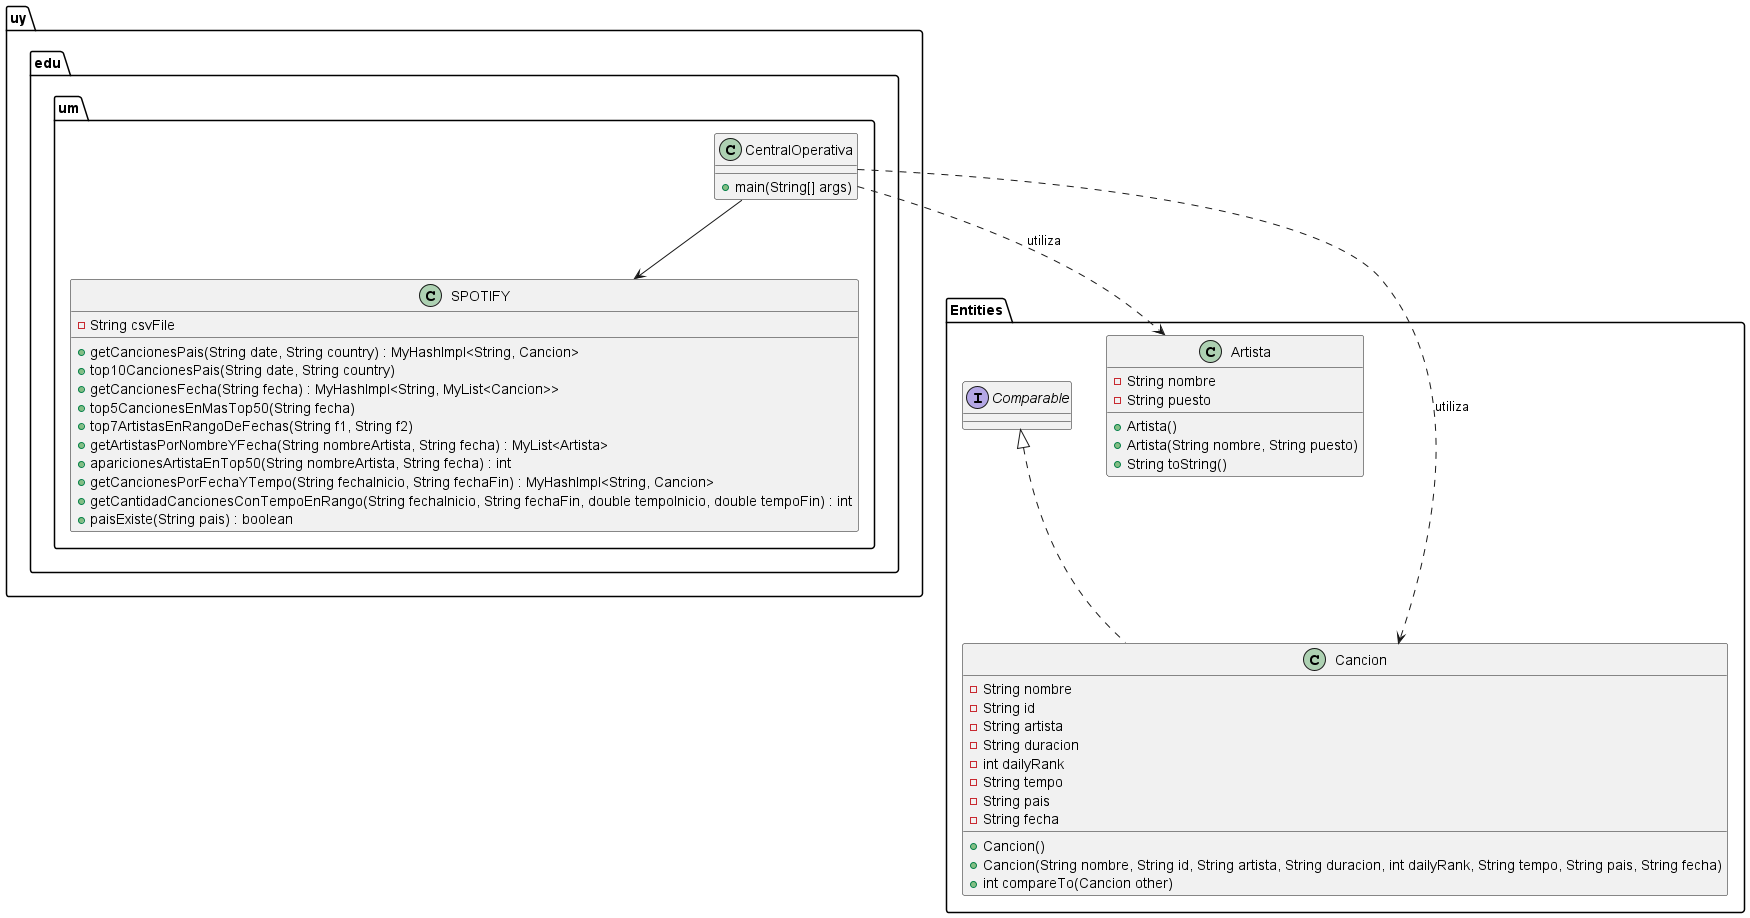 uy
edu
um
CentralOperativa
main(String[] args)
utiliza
SPOTIFY
String csvFile
getCancionesPais(String date, String country) : MyHashImpl<String, Cancion>
top10CancionesPais(String date, String country)
getCancionesFecha(String fecha) : MyHashImpl<String, MyList<Cancion>>
top5CancionesEnMasTop50(String fecha)
top7ArtistasEnRangoDeFechas(String f1, String f2)
getArtistasPorNombreYFecha(String nombreArtista, String fecha) : MyList<Artista>
aparicionesArtistaEnTop50(String nombreArtista, String fecha) : int
getCancionesPorFechaYTempo(String fechaInicio, String fechaFin) : MyHashImpl<String, Cancion>
getCantidadCancionesConTempoEnRango(String fechaInicio, String fechaFin, double tempoInicio, double tempoFin) : int
paisExiste(String pais) : boolean
Entities
Artista
String nombre
String puesto
Artista()
Artista(String nombre, String puesto)
String toString()
Comparable
utiliza
Cancion
String nombre
String id
String artista
String duracion
int dailyRank
String tempo
String pais
String fecha
Cancion()
Cancion(String nombre, String id, String artista, String duracion, int dailyRank, String tempo, String pais, String fecha)
int compareTo(Cancion other)